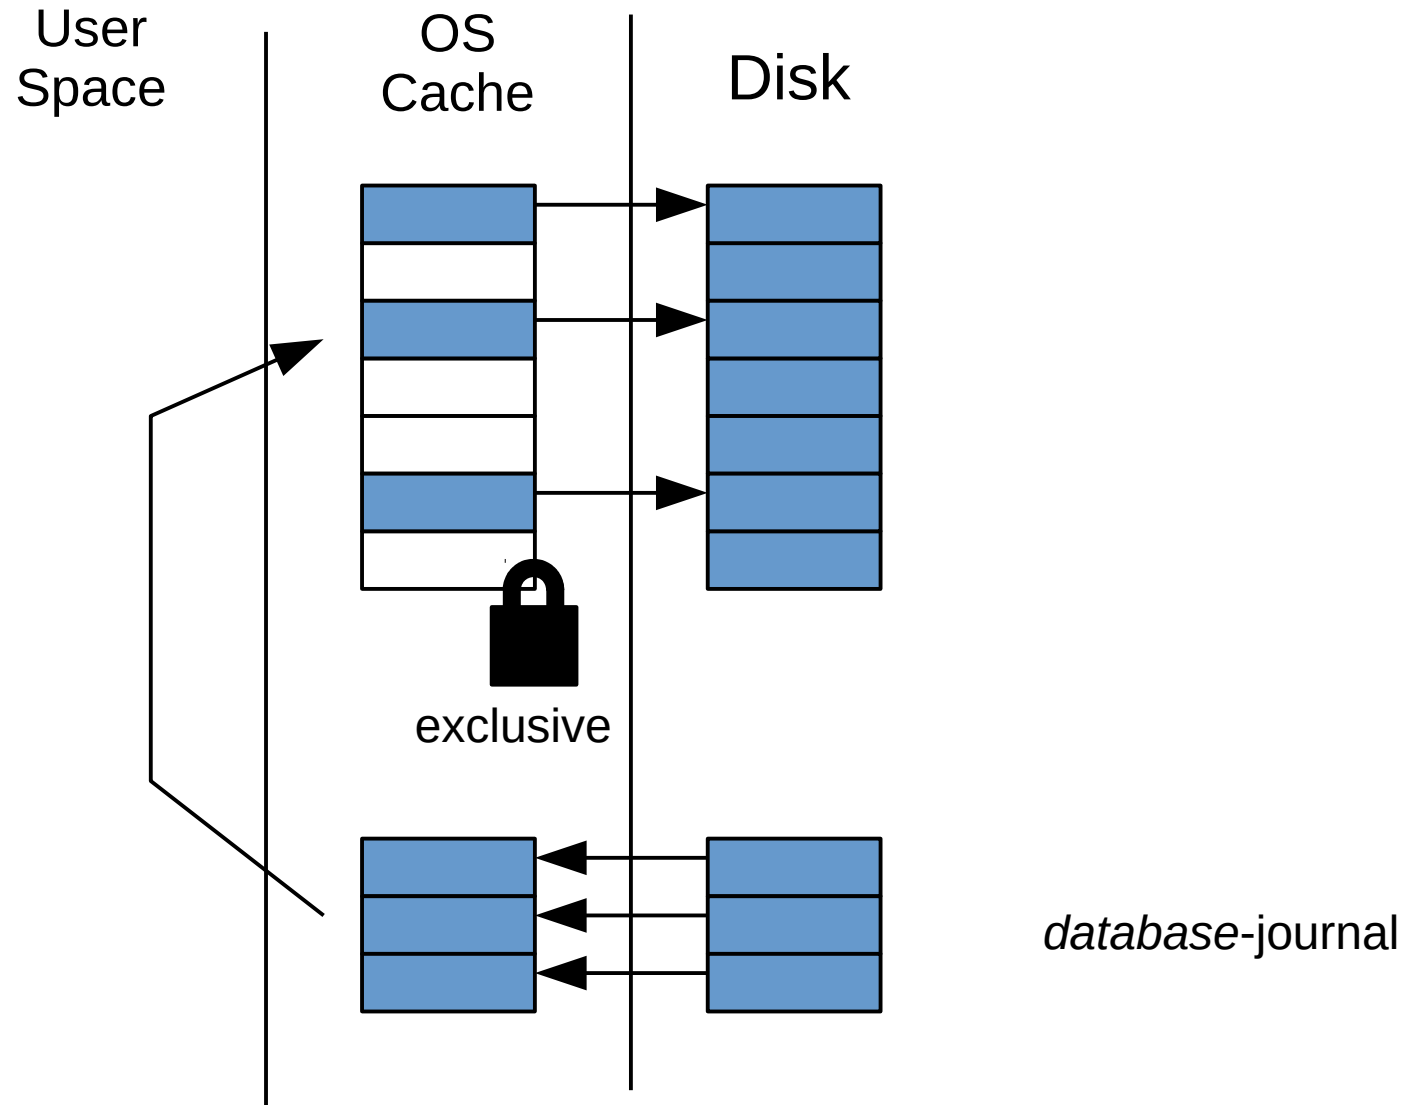 User
Space
OS
Cache
Disk
exclusive
database-journal